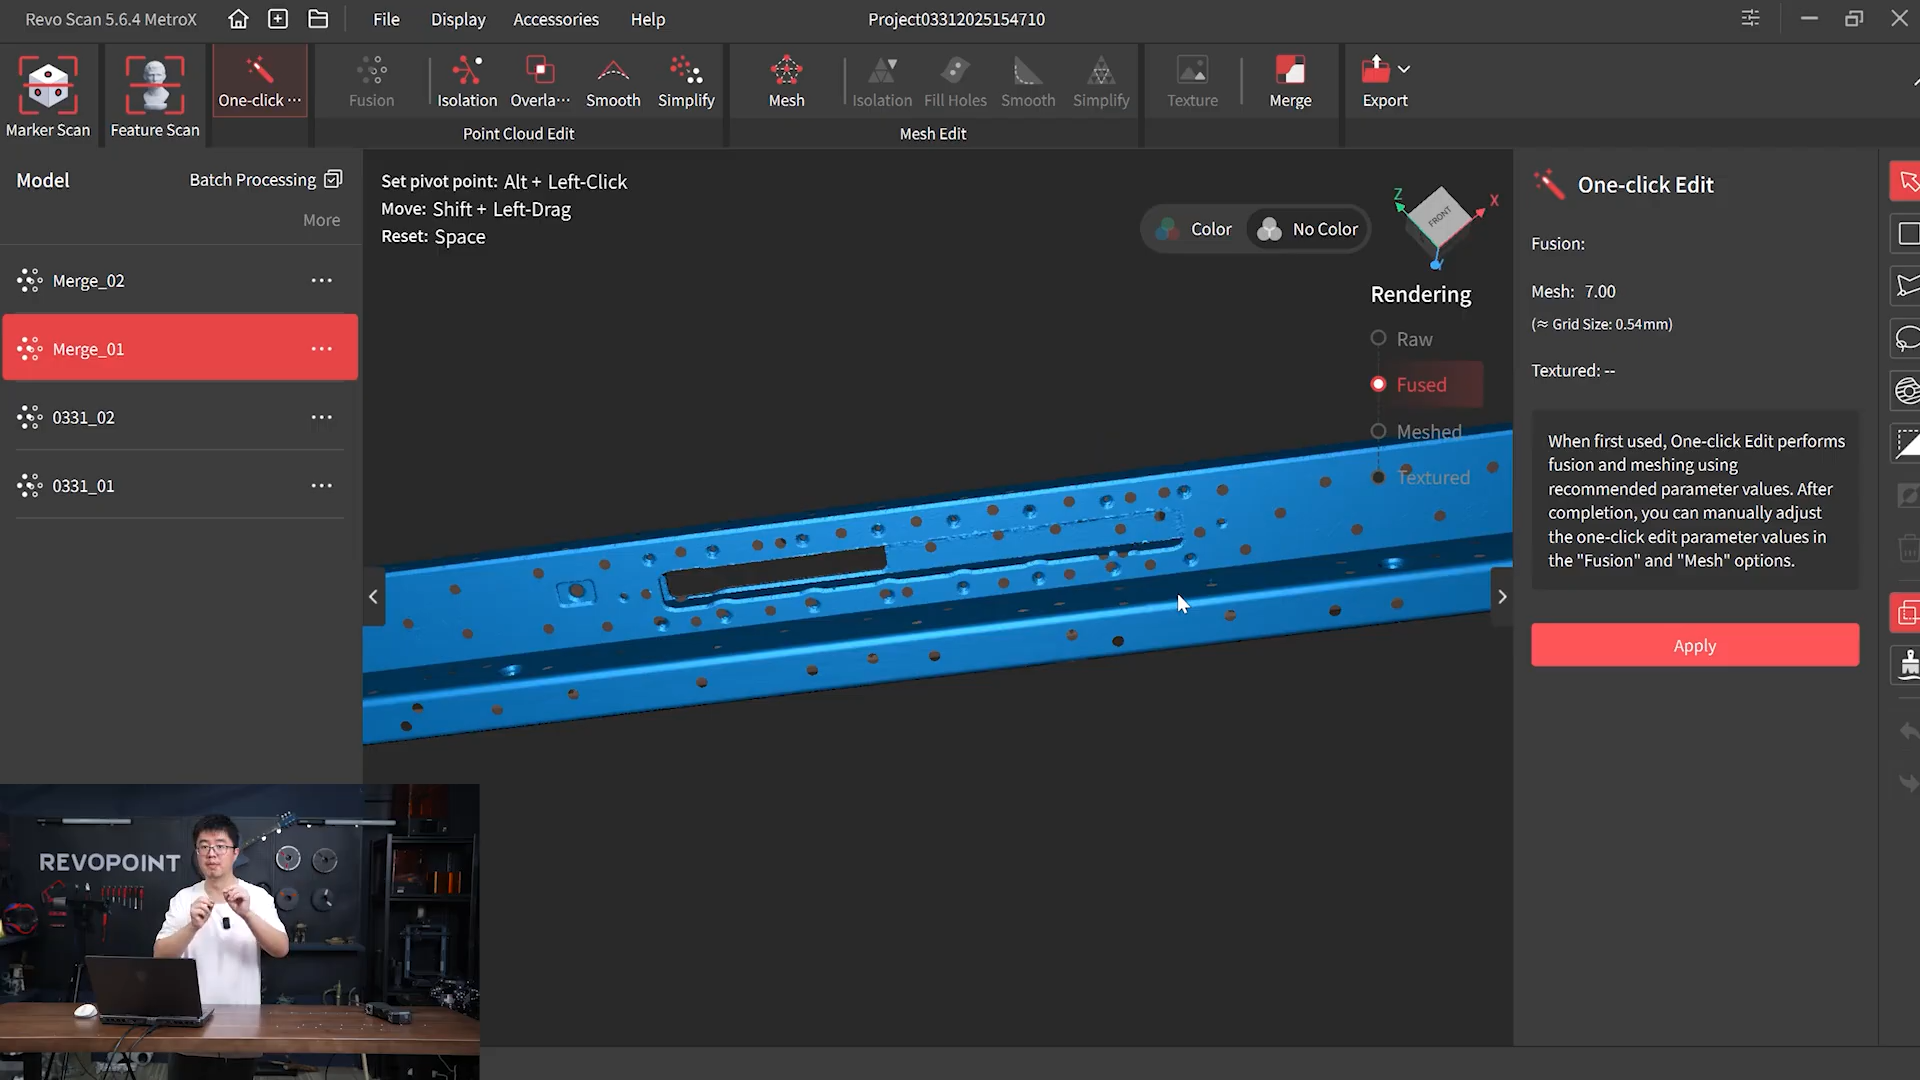 Revo Scan 5.6.4 MetroX
File
Display
Accessories
Help
Project03312025154710
Marker Scan
Feature Scan
One-click ···
Fusion
Isolation
Overla···
Smooth
Simplify
Point Cloud Edit
Mesh
Isolation
Fill Holes
Smooth
Simplify
Mesh Edit
Texture
Merge
Export
Model
Batch Processing
More
Merge_02
Merge_01
0331_02
0331_01
Set pivot point: Alt + Left-Click
Move: Shift + Left-Drag
Reset: Space
Color
No Color
Z
X
FRONT
Rendering
Raw
Fused
Meshed
Textured
One-click Edit
Fusion:
Mesh: 7.00
(≈ Grid Size: 0.54mm)
Textured: --
When first used, One-click Edit performs
fusion and meshing using
recommended parameter values. After
completion, you can manually adjust
the one-click edit parameter values in
the "Fusion" and "Mesh" options.
Apply
REVOPOINT